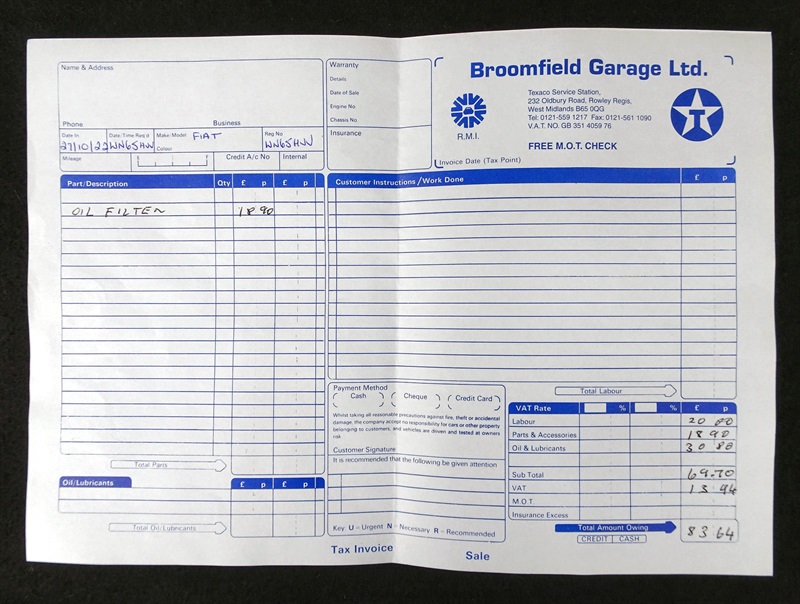 Name & Address
Phone Business
Date In Date/Time Req'd Make/Model FIAT Reg No
27/10/22 WN65HVV Colour WN65HVV
Mileage Credit A/c No Internal
Warranty
Details
Date of Sale
Engine No
Chassis No
Insurance
Broomfield Garage Ltd.
R.M.I.
Texaco Service Station,
232 Oldbury Road, Rowley Regis,
West Midlands B65 0QG
Tel: 0121-559 1217 Fax: 0121-561 1090
V.A.T. NO. GB 351 4059 76
FREE M.O.T. CHECK
T
Invoice Date (Tax Point)
Part/Description Qty £ p £ p
OIL FILTER 18 90
Total Parts
Oil/Lubricants £ p £ p
Total Oil/Lubricants
Customer Instructions/Work Done £ p
Total Labour
Payment Method
Cash Cheque Credit Card
Whilst taking all reasonable precautions against fire, theft or accidental
damage, the company accept no responsibility for cars or other property
belonging to customers, and vehicles are driven and tested at owners
risk
Customer Signature
It is recommended that the following be given attention
Key U=Urgent N=Necessary R=Recommended
VAT Rate % % £ p
Labour 20 00
Parts & Accessories 18 90
Oil & Lubricants 30
Sub Total 69.70
VAT 13.94
M.O.T.
Insurance Excess
Total Amount Owing 83.64
CREDIT CASH
Tax Invoice Sale